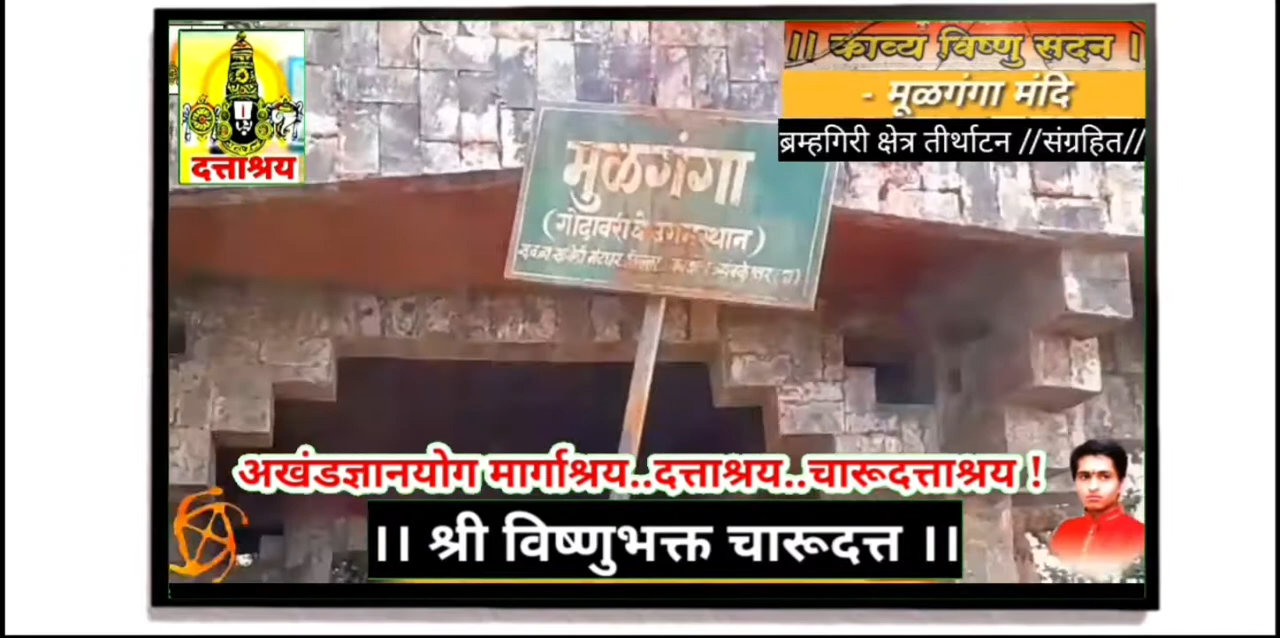 दत्ताश्रय
।। काव्यं विष्णु सदन ।
- मूळगंगा मंदि
ब्रम्हगिरी क्षेत्र तीर्थाटन //संग्रहित//
मुळगंगा
(गोदावरीचे उगमस्थान)
अखंडज्ञानयोग मार्गाश्रय..दत्ताश्रय..चारूदत्ताश्रय !
।। श्री विष्णुभक्त चारूदत्त ।।